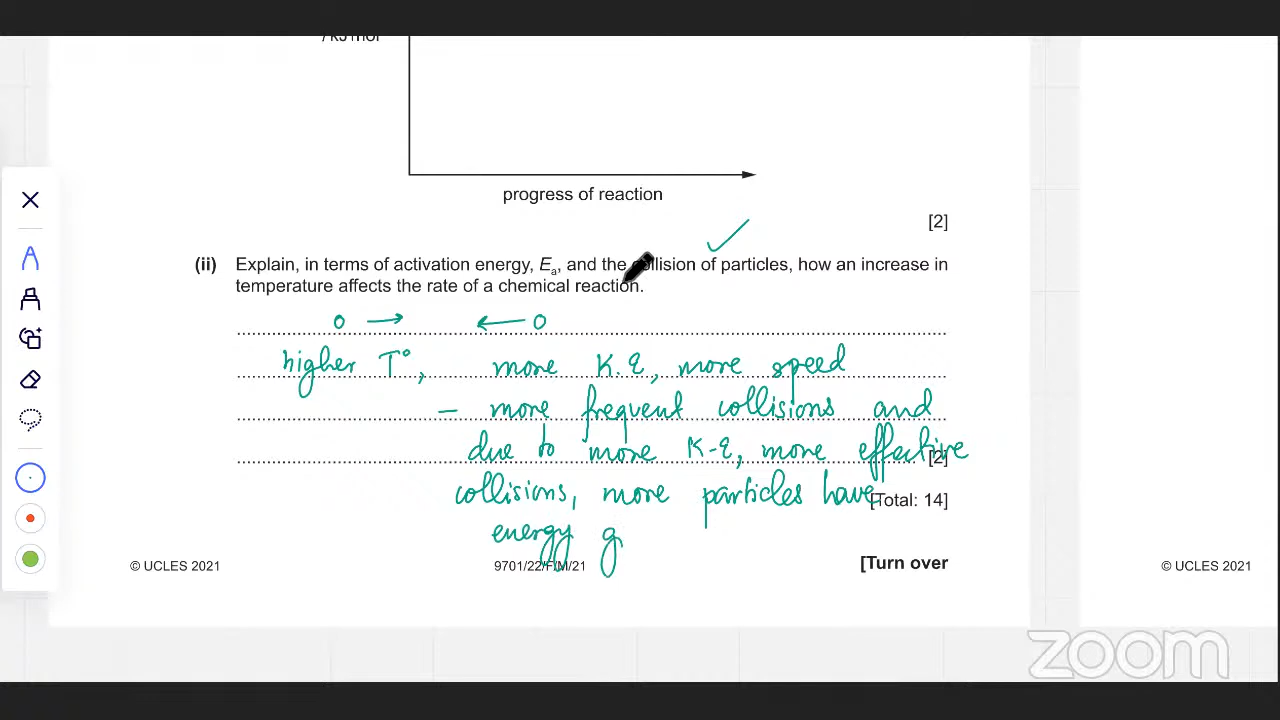 / kJ mol
progress of reaction
[2]
(ii) Explain, in terms of activation energy, Ea, and the collision of particles, how an increase in
temperature affects the rate of a chemical reaction.
higher T°, more K.E, more speed
– more frequent collisions and
due to more K-E, more effective
[2]
collisions, more particles have
[Total: 14]
energy g
© UCLES 2021
9701/22/F/M/21
[Turn over
© UCLES 2021
zoom